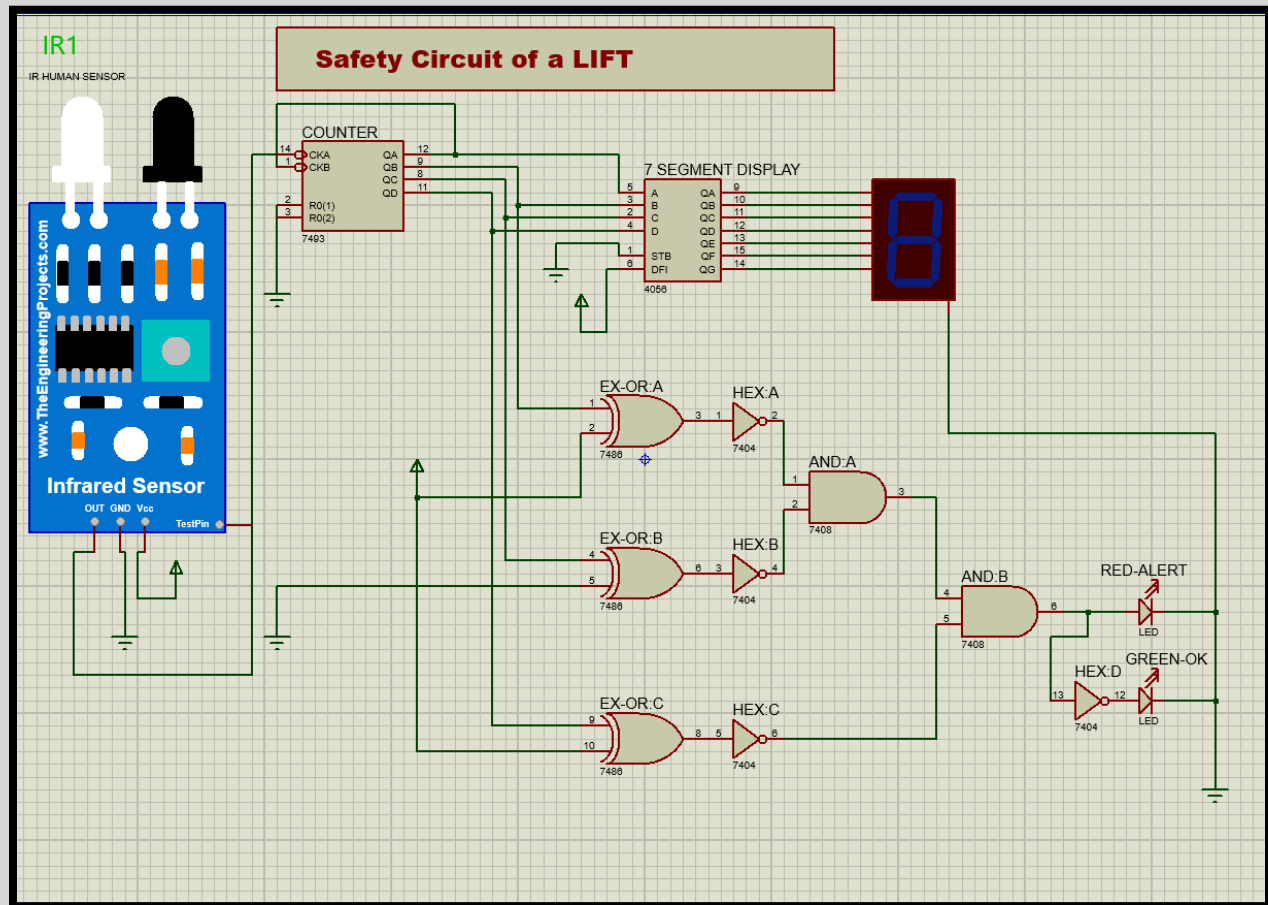 IR1
IR HUMAN SENSOR
Safety Circuit of a LIFT
COUNTER
14 CKA QA 12
1 CKB QB 9
QC 8
QD 11
2 R0(1)
3 R0(2)
7493
7 SEGMENT DISPLAY
5 A QA 9
3 B QB 10
2 C QC 11
4 D QD 12
QE 13
1 STB QF 15
6 DFI QG 14
4056
www.TheEngineeringProjects.com
Infrared Sensor
OUT GND Vcc
TestPin
EX-OR:A
1
2
3
7486
HEX:A
1 2
7404
AND:A
1
2
3
7408
EX-OR:B
4
5
6
7486
HEX:B
3 4
7404
AND:B
4
5
6
7408
RED-ALERT
LED
GREEN-OK
LED
HEX:D
13 12
7404
EX-OR:C
9
10
8
7486
HEX:C
5 6
7404